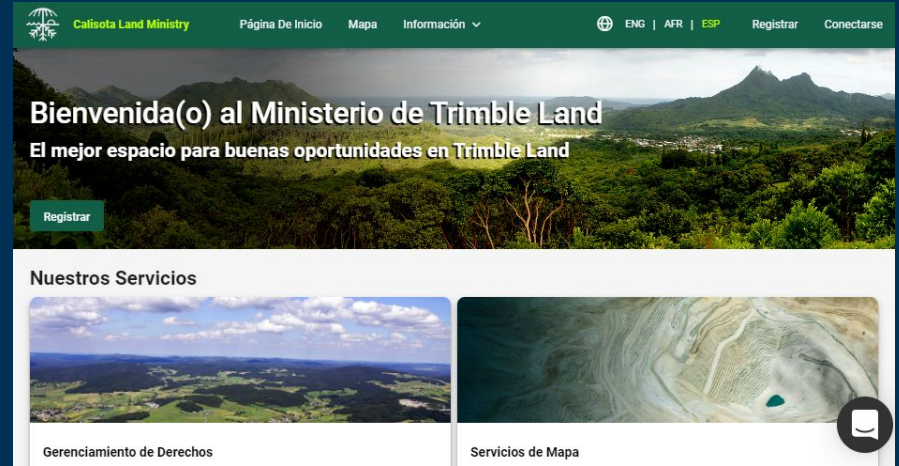 Calisota Land Ministry Página De Inicio Mapa Información ENG | AFR | ESP Registrar Conectarse
Bienvenida(o) al Ministerio de Trimble Land
El mejor espacio para buenas oportunidades en Trimble Land
Registrar
Nuestros Servicios
Gerenciamiento de Derechos Servicios de Mapa